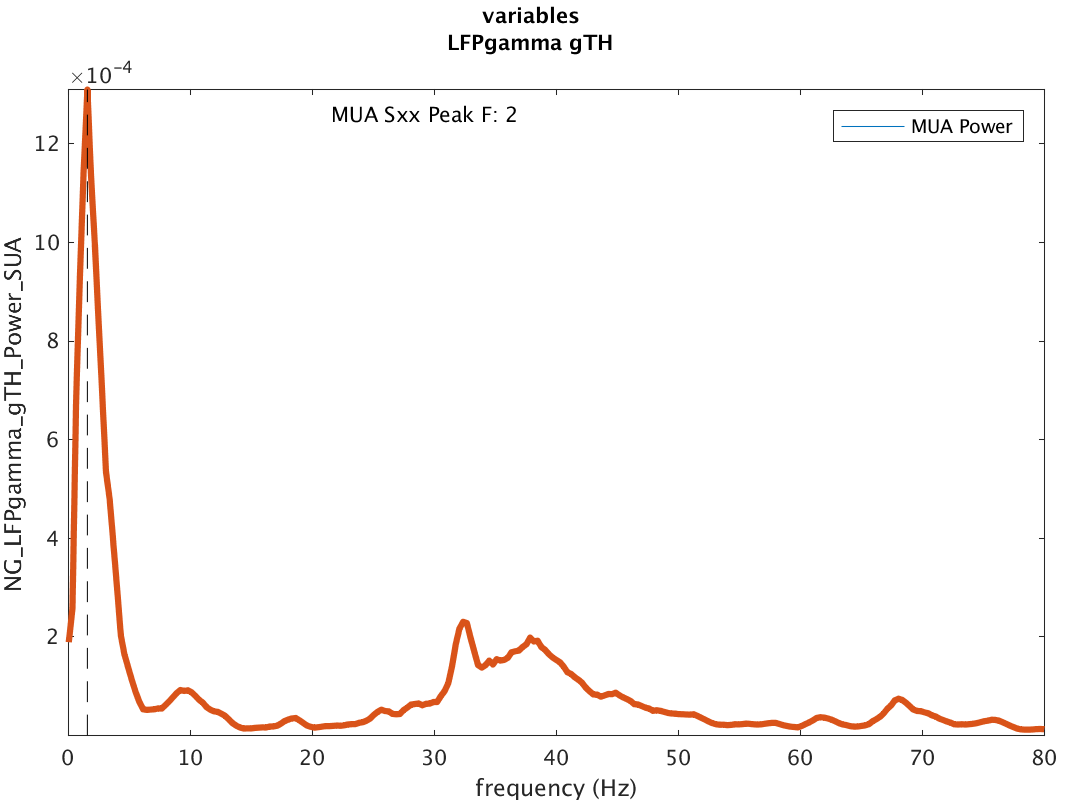 variables
LFPgamma gTH
×10⁻⁴
MUA Sxx Peak F: 2
MUA Power
12
10
8
6
4
2
NG_LFPgamma_gTH_Power_SUA
0 10 20 30 40 50 60 70 80
frequency (Hz)